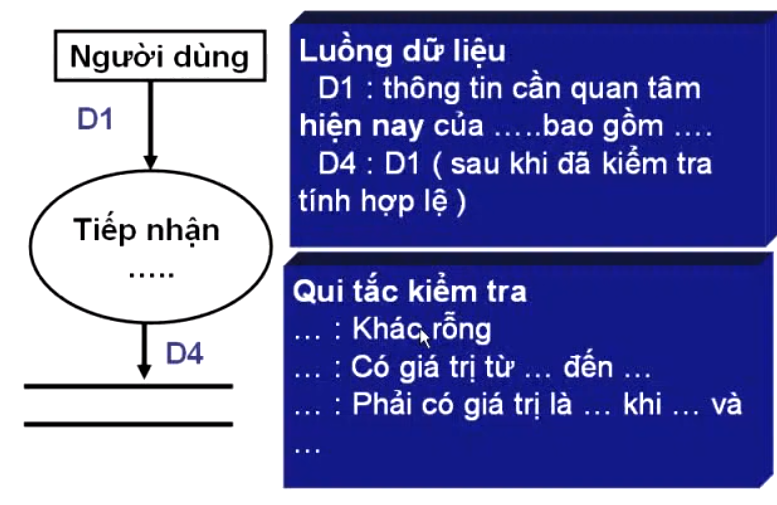 Người dùng
D1
Tiếp nhận
.....
D4
Luồng dữ liệu
D1 : thông tin cần quan tâm
hiện nay của .....bao gồm ....
D4 : D1 ( sau khi đã kiểm tra
tính hợp lệ )
Qui tắc kiểm tra
... : Khác rỗng
... : Có giá trị từ ... đến ...
... : Phải có giá trị là ... khi ... và
...